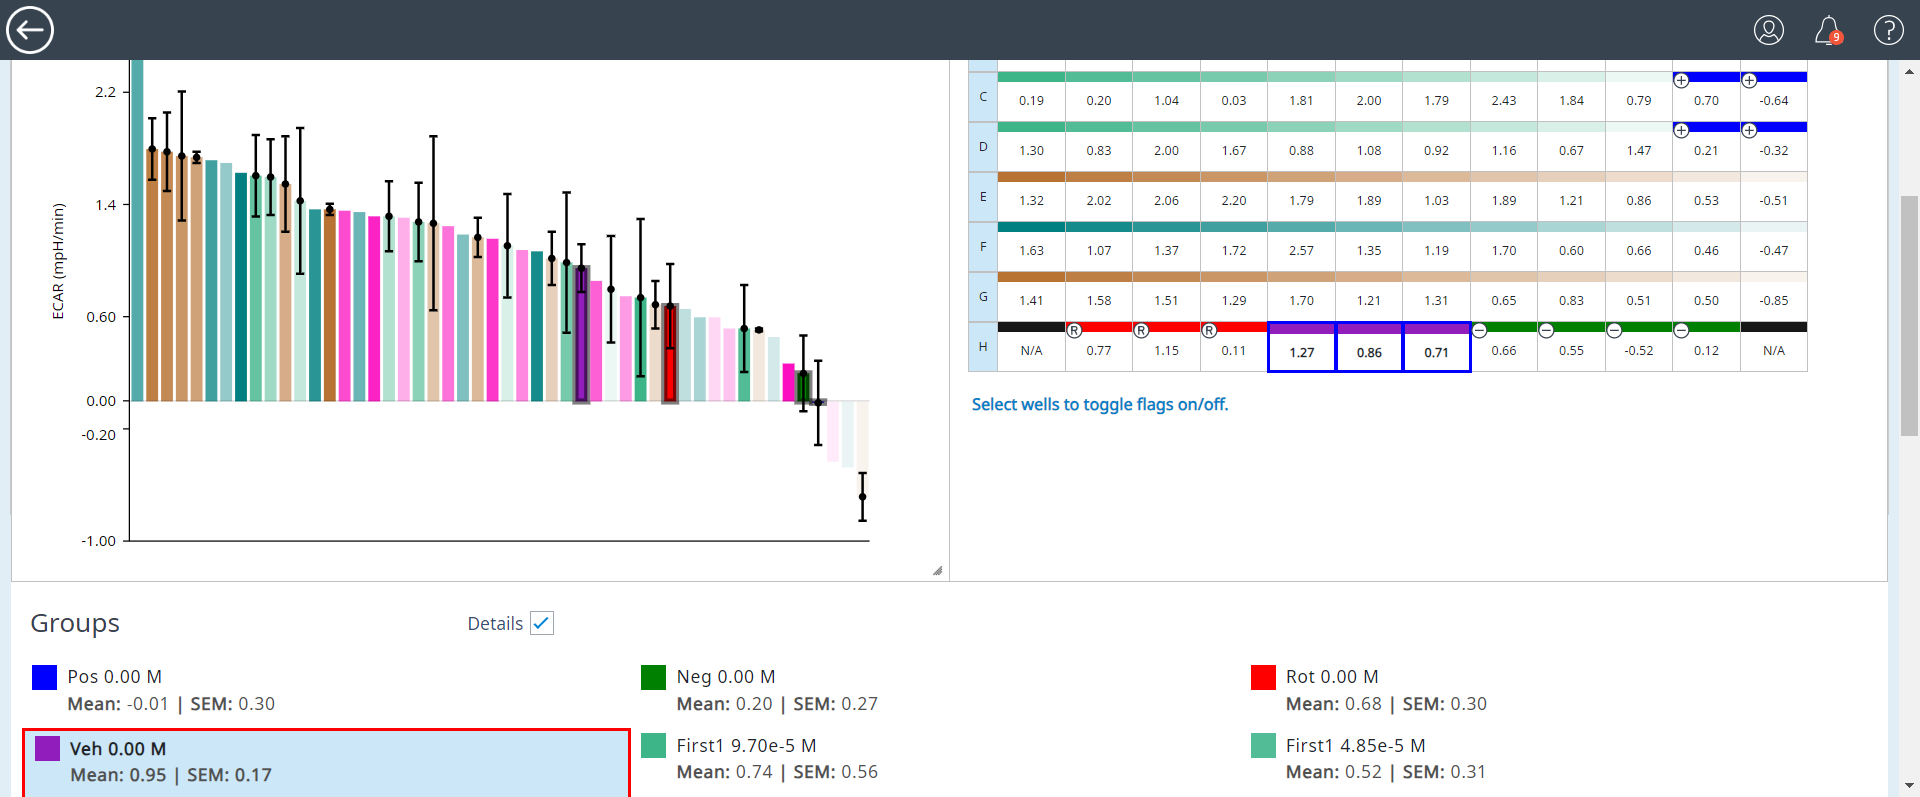 9
2.2
1.4
0.60
0.00
-0.20
-1.00
ECAR (mpH/min)
C 0.19 0.20 1.04 0.03 1.81 2.00 1.79 2.43 1.84 0.79 0.70 -0.64
D 1.30 0.83 2.00 1.67 0.88 1.08 0.92 1.16 0.67 1.47 0.21 -0.32
E 1.32 2.02 2.06 2.20 1.79 1.89 1.03 1.89 1.21 0.86 0.53 -0.51
F 1.63 1.07 1.37 1.72 2.57 1.35 1.19 1.70 0.60 0.66 0.46 -0.47
G 1.41 1.58 1.51 1.29 1.70 1.21 1.31 0.65 0.83 0.51 0.50 -0.85
R R R
H N/A 0.77 1.15 0.11 1.27 0.86 0.71 0.66 0.55 -0.52 0.12 N/A
Select wells to toggle flags on/off.
Groups
Details
Pos 0.00 M
Mean: -0.01 | SEM: 0.30
Neg 0.00 M
Mean: 0.20 | SEM: 0.27
Rot 0.00 M
Mean: 0.68 | SEM: 0.30
Veh 0.00 M
Mean: 0.95 | SEM: 0.17
First1 9.70e-5 M
Mean: 0.74 | SEM: 0.56
First1 4.85e-5 M
Mean: 0.52 | SEM: 0.31